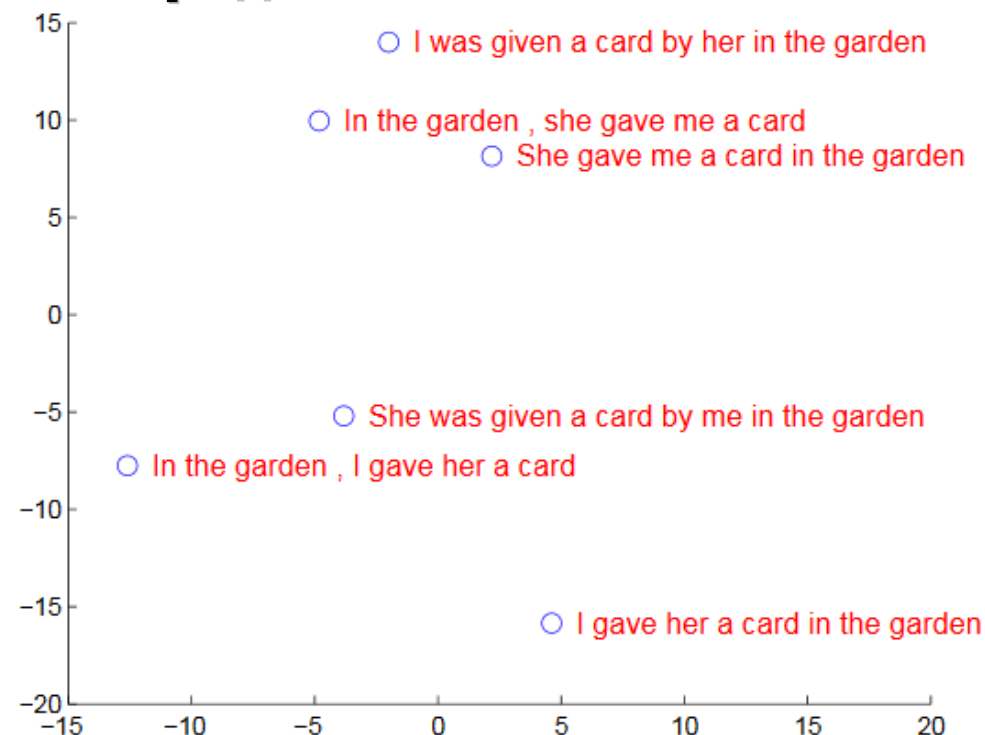 15
I was given a card by her in the garden
10
In the garden , she gave me a card
She gave me a card in the garden
5
0
−5
She was given a card by me in the garden
In the garden , I gave her a card
−10
−15
I gave her a card in the garden
−20
−15 −10 −5 0 5 10 15 20